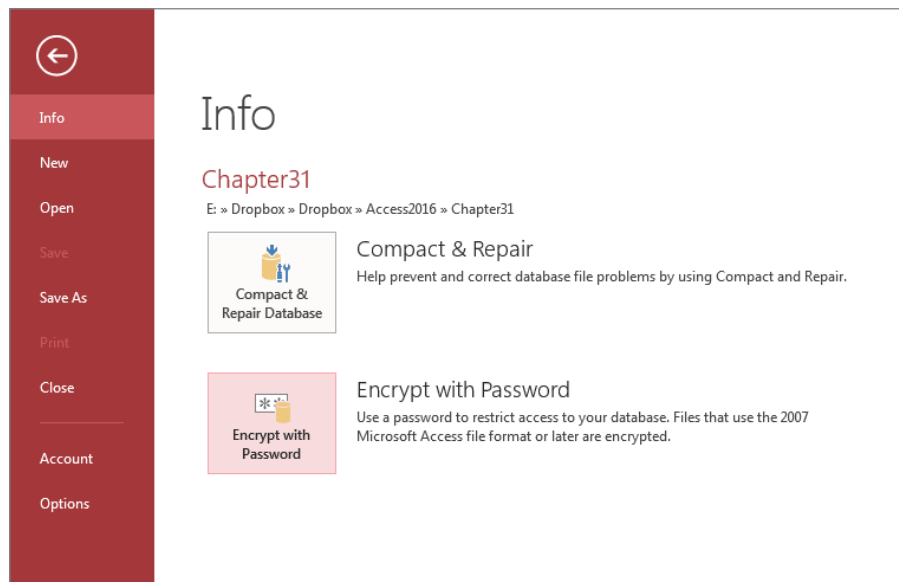 Info
New
Open
Save
Save As
Print
Close
Account
Options
Info
Chapter31
E: » Dropbox » Dropbox » Access2016 » Chapter31
Compact &
Repair Database
Compact & Repair
Help prevent and correct database file problems by using Compact and Repair.
Encrypt with
Password
Encrypt with Password
Use a password to restrict access to your database. Files that use the 2007
Microsoft Access file format or later are encrypted.